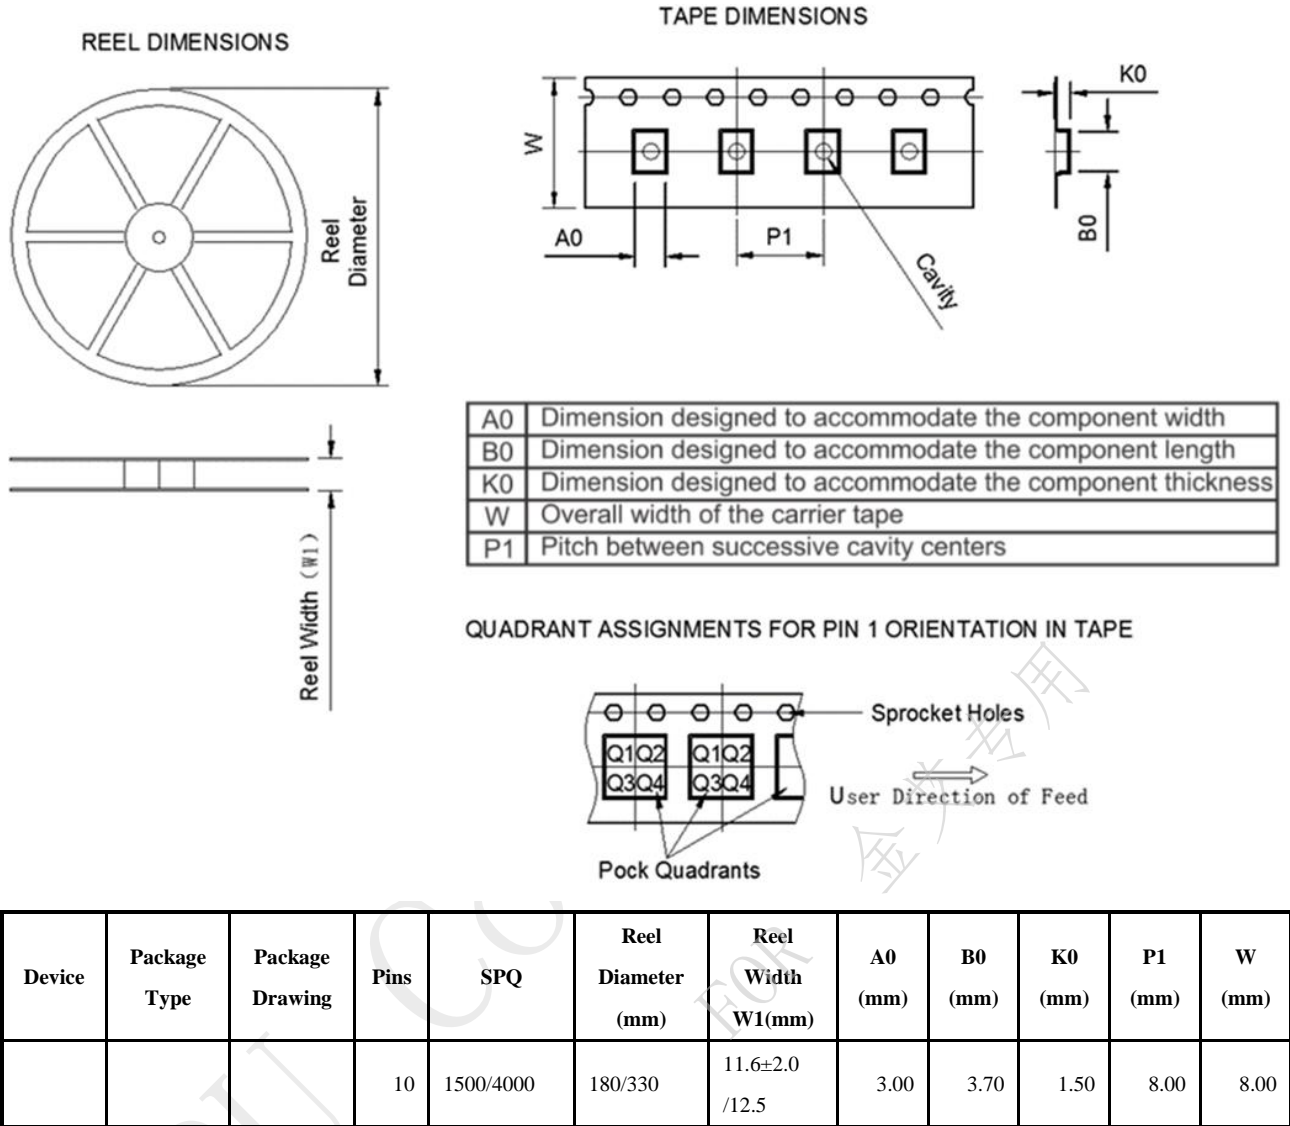 REEL DIMENSIONS
Reel
Diameter
Reel Width (W1)
TAPE DIMENSIONS
W
A0
P1
Cavity
K0
B0
A0 Dimension designed to accommodate the component width
B0 Dimension designed to accommodate the component length
K0 Dimension designed to accommodate the component thickness
W Overall width of the carrier tape
P1 Pitch between successive cavity centers
QUADRANT ASSIGNMENTS FOR PIN 1 ORIENTATION IN TAPE
Q1 Q2 Q1 Q2
Q3 Q4 Q3 Q4
Sprocket Holes
User Direction of Feed
Pock Quadrants
Device Package Type Package Drawing Pins SPQ Reel Diameter (mm) Reel Width W1(mm) A0 (mm) B0 (mm) K0 (mm) P1 (mm) W (mm)
10 1500/4000 180/330 11.6±2.0 /12.5 3.00 3.70 1.50 8.00 8.00
FOR
金艾专用